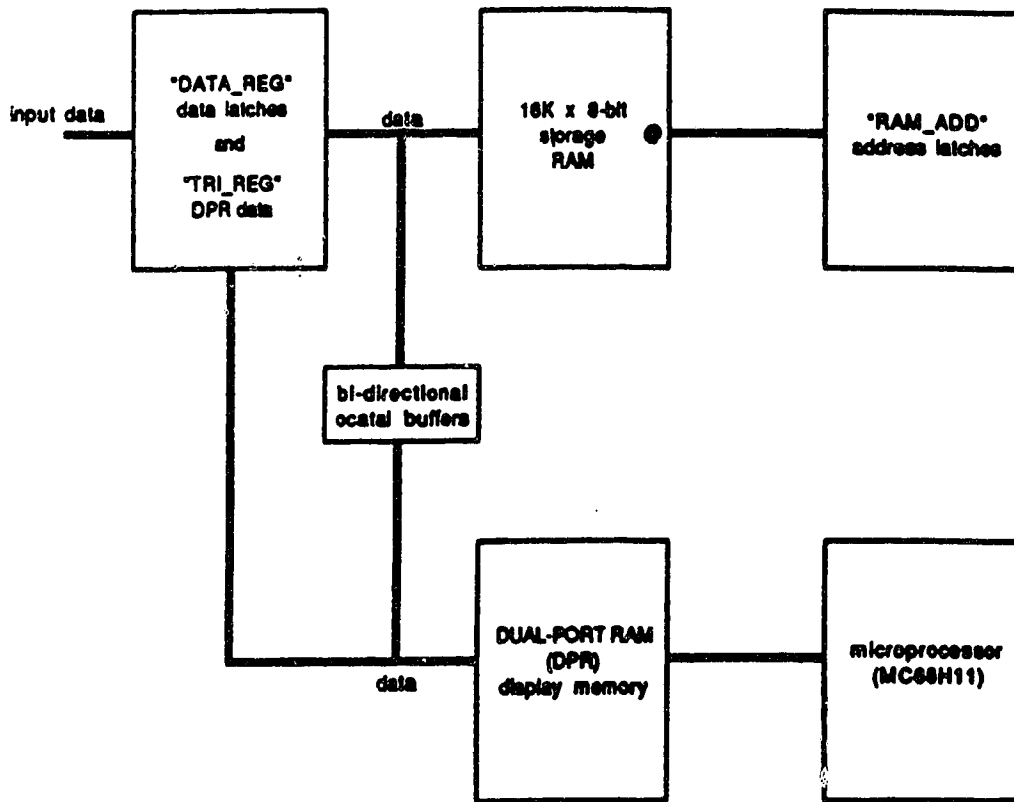 input data
"DATA_REG"
data latches
and
"TRI_REG"
DPR data
data
16K x 8-bit
storage
RAM
@
"RAM_ADD"
address latches
bi-directional
ocatal buffers
data
DUAL-PORT RAM
(DPR)
display memory
microprocessor
(MC68H11)